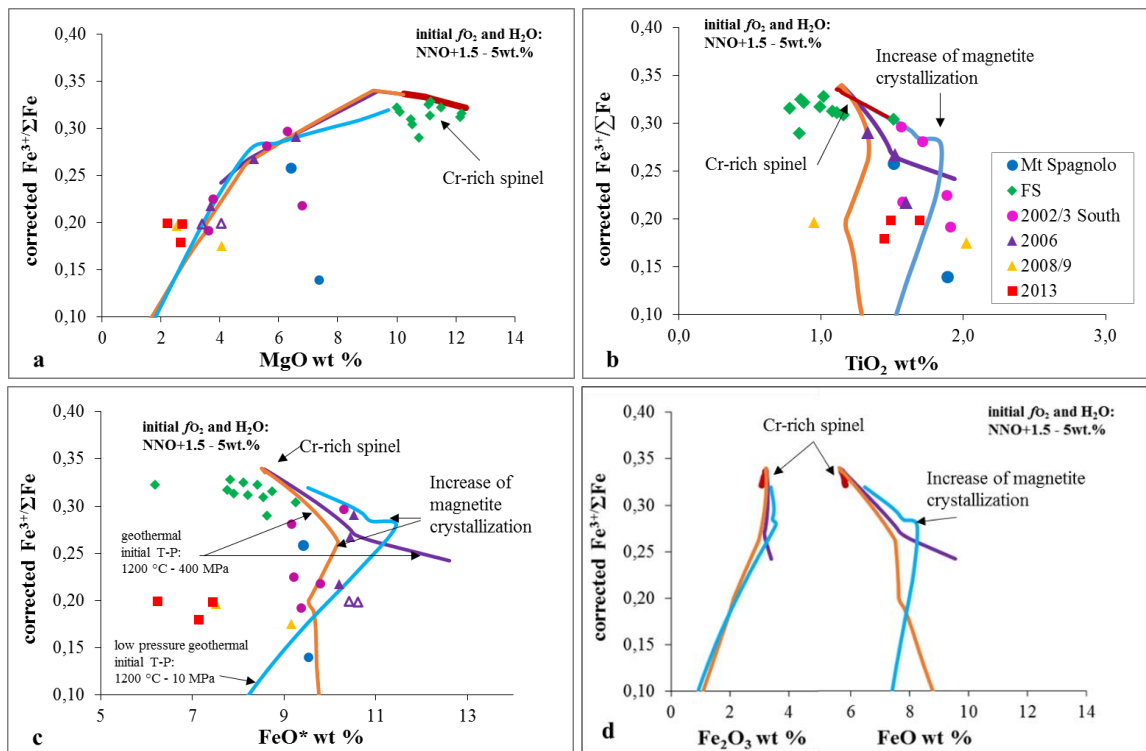 initial fO₂ and H₂O:
NNO+1.5 - 5wt.%
Cr-rich spinel
corrected Fe³⁺/∑Fe
0,40
0,35
0,30
0,25
0,20
0,15
0,10
0 2 4 6 8 10 12 14
a
MgO wt %
initial fO₂ and H₂O:
NNO+1.5 - 5wt.%
Increase of magnetite
crystallization
Cr-rich spinel
Mt Spagnolo
FS
2002/3 South
2006
2008/9
2013
corrected Fe³⁺/∑Fe
0,40
0,35
0,30
0,25
0,20
0,15
0,10
0,0 1,0 2,0 3,0
b
TiO₂ wt%
initial fO₂ and H₂O:
NNO+1.5 - 5wt.%
Cr-rich spinel
Increase of
magnetite
crystallization
geothermal
initial T-P:
1200 °C - 400 MPa
low pressure geothermal
initial T-P:
1200 °C - 10 MPa
corrected Fe³⁺/∑Fe
0,40
0,35
0,30
0,25
0,20
0,15
0,10
5 7 9 11 13
c
FeO* wt %
initial fO₂ and H₂O:
NNO+1.5 - 5wt.%
Cr-rich spinel
Increase of magnetite
crystallization
corrected Fe³⁺/∑Fe
0,40
0,35
0,30
0,25
0,20
0,15
0,10
0 2 4 6 8 10 12 14
Fe₂O₃ wt % FeO wt %
d